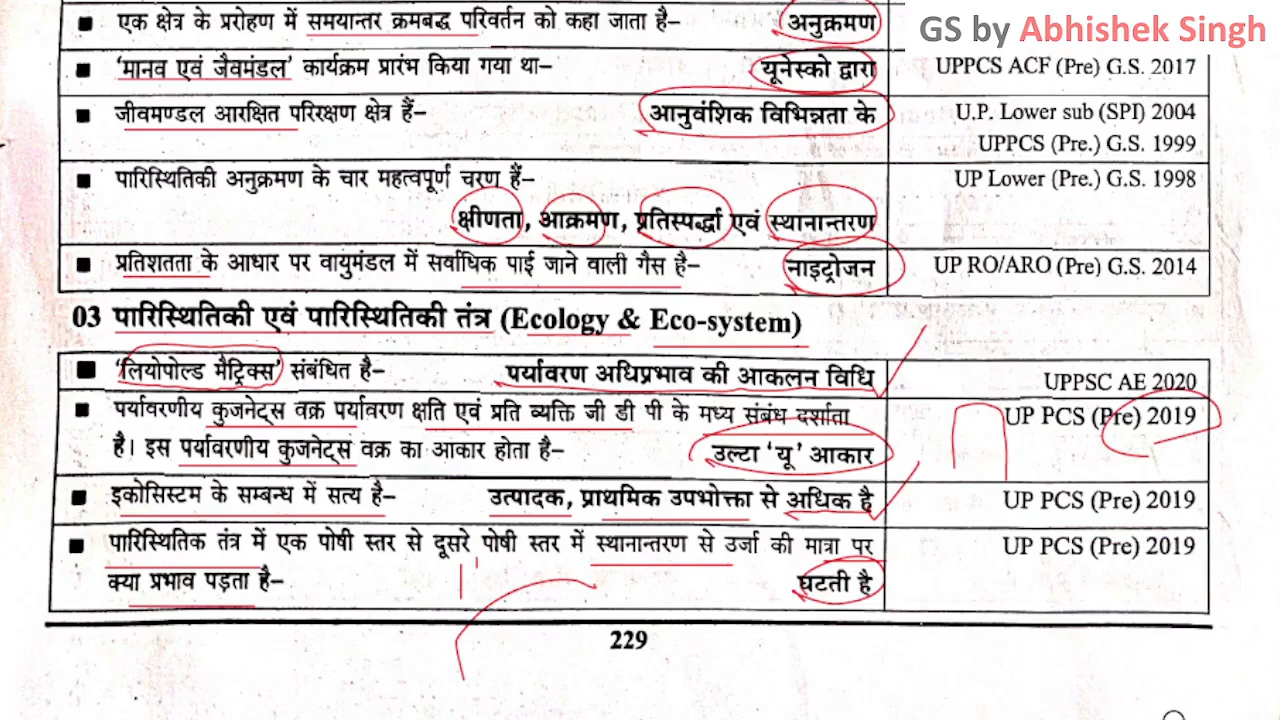 GS by Abhishek Singh
■ एक क्षेत्र के प्ररोहण में समयान्तर क्रमबद्ध परिवर्तन को कहा जाता है– अनुक्रमण
■ 'मानव एवं जैवमंडल' कार्यक्रम प्रारंभ किया गया था– यूनेस्को द्वारा UPPCS ACF (Pre) G.S. 2017
■ जीवमण्डल आरक्षित परिरक्षण क्षेत्र हैं– आनुवंशिक विभिन्नता के U.P. Lower sub (SPI) 2004
UPPCS (Pre.) G.S. 1999
■ पारिस्थितिकी अनुक्रमण के चार महत्वपूर्ण चरण हैं– UP Lower (Pre.) G.S. 1998
क्षीणता, आक्रमण, प्रतिस्पर्द्धा एवं स्थानान्तरण
■ प्रतिशतता के आधार पर वायुमंडल में सर्वाधिक पाई जाने वाली गैस है– नाइट्रोजन UP RO/ARO (Pre) G.S. 2014
03 पारिस्थितिकी एवं पारिस्थितिकी तंत्र (Ecology & Eco-system)
■ 'लियोपोल्ड मैट्रिक्स' संबंधित है– पर्यावरण अधिप्रभाव की आकलन विधि UPPSC AE 2020
■ पर्यावरणीय कुजनेट्स वक्र पर्यावरण क्षति एवं प्रति व्यक्ति जी डी पी के मध्य संबंध दर्शाता UP PCS (Pre) 2019
है। इस पर्यावरणीय कुजनेट्स वक्र का आकार होता है– उल्टा 'यू' आकार
■ इकोसिस्टम के सम्बन्ध में सत्य है– उत्पादक, प्राथमिक उपभोक्ता से अधिक है UP PCS (Pre) 2019
■ पारिस्थितिक तंत्र में एक पोषी स्तर से दूसरे पोषी स्तर में स्थानान्तरण से उर्जा की मात्रा पर UP PCS (Pre) 2019
क्या प्रभाव पड़ता है– घटती है
229